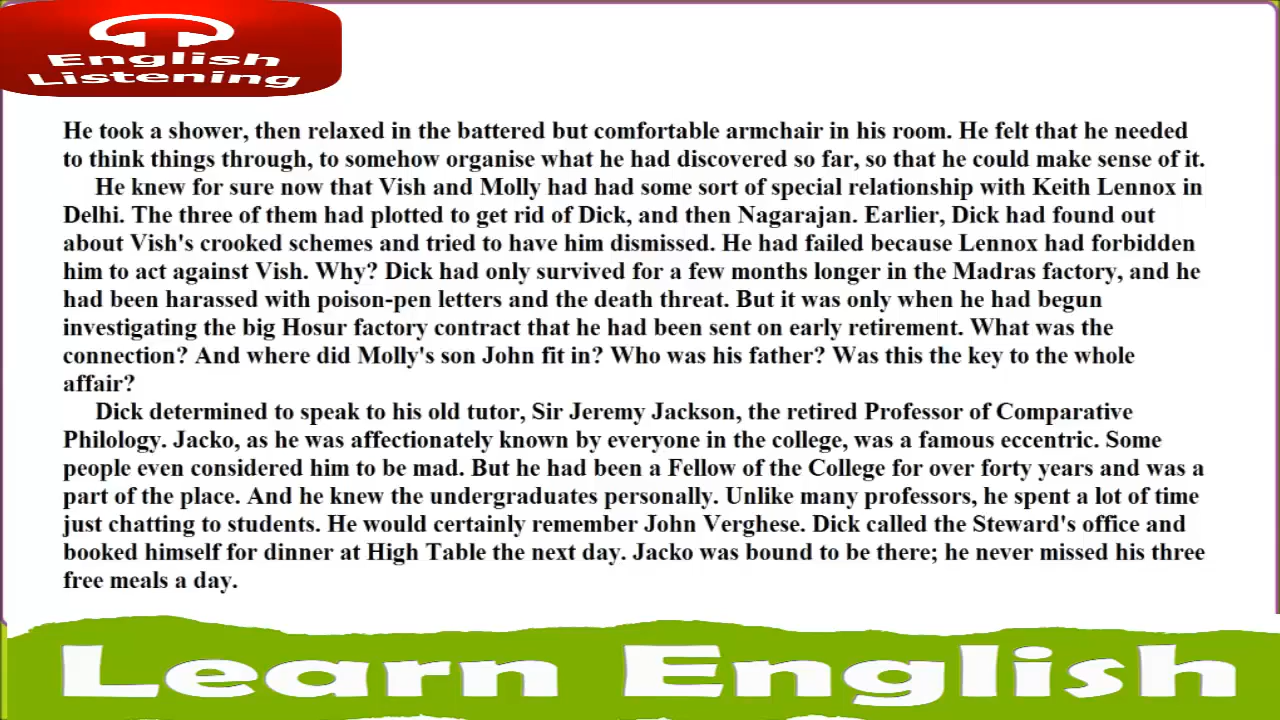 English
Listening
He took a shower, then relaxed in the battered but comfortable armchair in his room. He felt that he needed
to think things through, to somehow organise what he had discovered so far, so that he could make sense of it.
He knew for sure now that Vish and Molly had had some sort of special relationship with Keith Lennox in
Delhi. The three of them had plotted to get rid of Dick, and then Nagarajan. Earlier, Dick had found out
about Vish's crooked schemes and tried to have him dismissed. He had failed because Lennox had forbidden
him to act against Vish. Why? Dick had only survived for a few months longer in the Madras factory, and he
had been harassed with poison-pen letters and the death threat. But it was only when he had begun
investigating the big Hosur factory contract that he had been sent on early retirement. What was the
connection? And where did Molly's son John fit in? Who was his father? Was this the key to the whole
affair?
Dick determined to speak to his old tutor, Sir Jeremy Jackson, the retired Professor of Comparative
Philology. Jacko, as he was affectionately known by everyone in the college, was a famous eccentric. Some
people even considered him to be mad. But he had been a Fellow of the College for over forty years and was a
part of the place. And he knew the undergraduates personally. Unlike many professors, he spent a lot of time
just chatting to students. He would certainly remember John Verghese. Dick called the Steward's office and
booked himself for dinner at High Table the next day. Jacko was bound to be there; he never missed his three
free meals a day.
Learn English